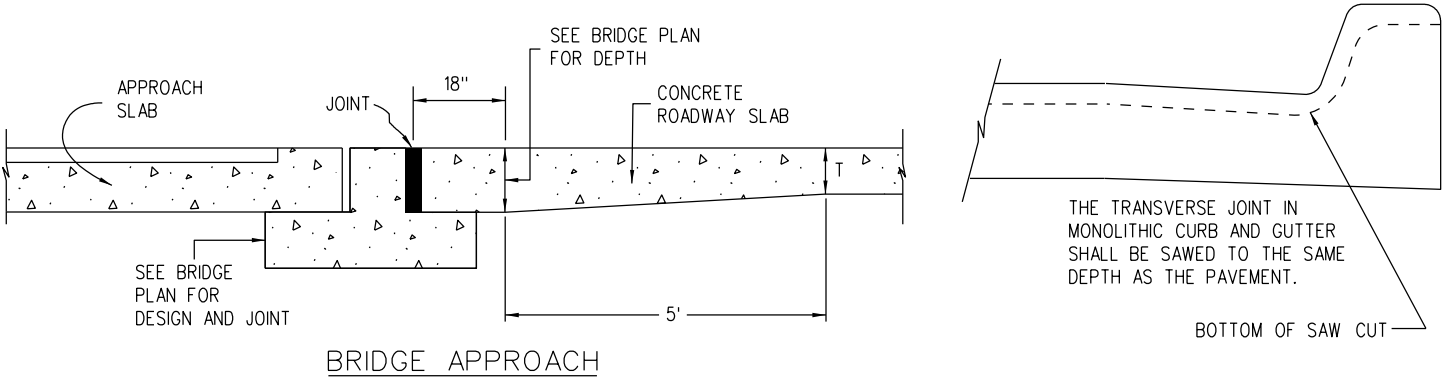 SEE BRIDGE PLAN
FOR DEPTH
APPROACH
SLAB
18"
JOINT
CONCRETE
ROADWAY SLAB
T
SEE BRIDGE
PLAN FOR
DESIGN AND JOINT
5'
BRIDGE APPROACH
THE TRANSVERSE JOINT IN
MONOLITHIC CURB AND GUTTER
SHALL BE SAWED TO THE SAME
DEPTH AS THE PAVEMENT.
BOTTOM OF SAW CUT